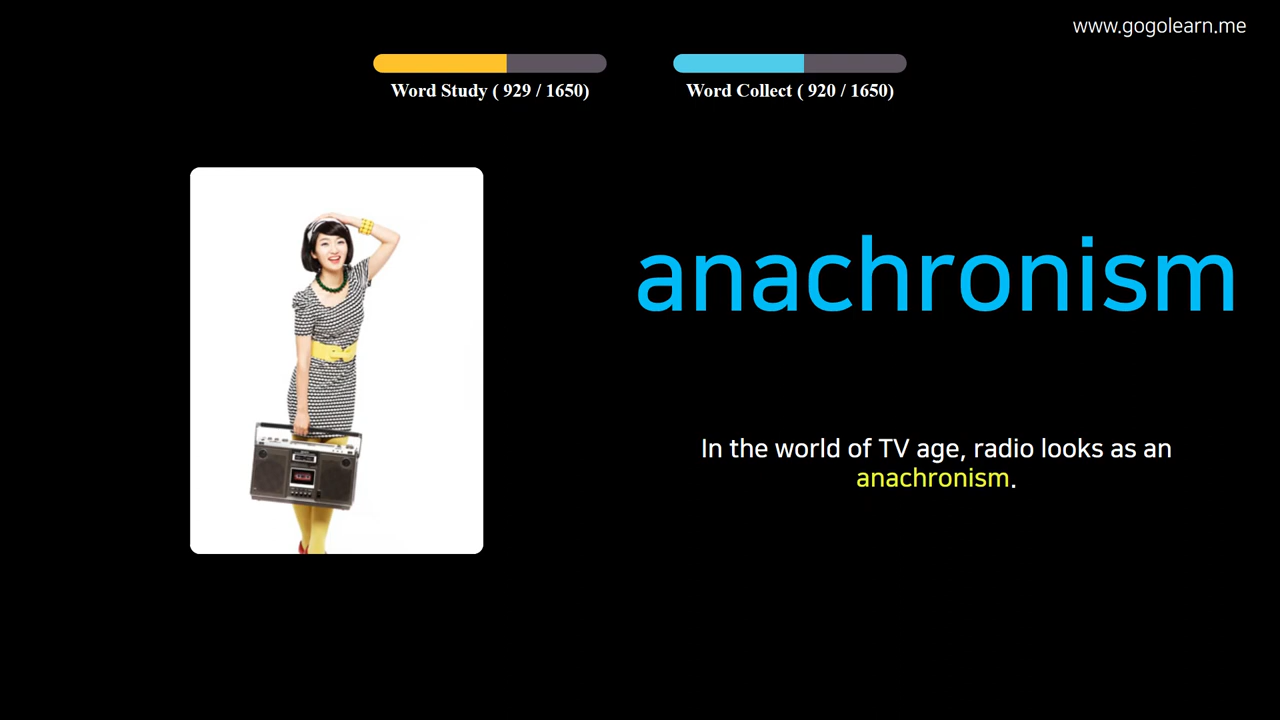 www.gogolearn.me
Word Study ( 929 / 1650)
Word Collect ( 920 / 1650)
anachronism
In the world of TV age, radio looks as an
anachronism.